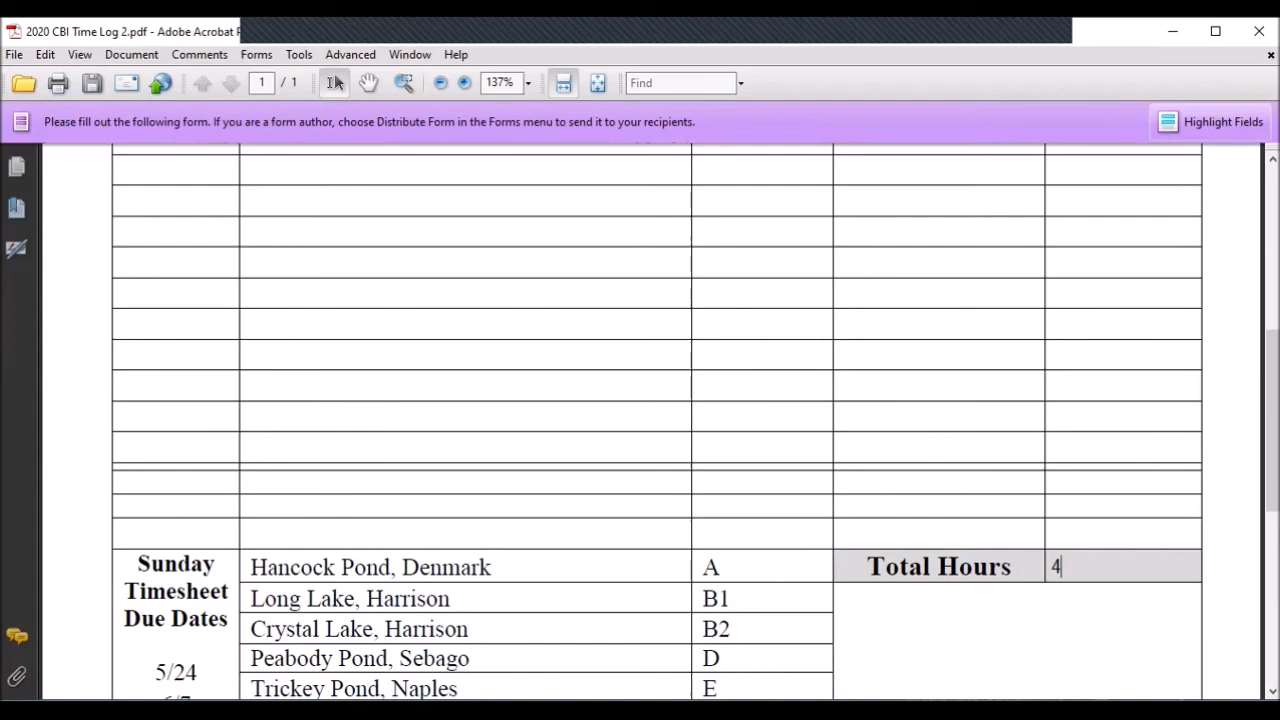 2020 CBI Time Log 2.pdf - Adobe Acrobat
File Edit View Document Comments Forms Tools Advanced Window Help
1 / 1 137% Find
Please fill out the following form. If you are a form author, choose Distribute Form in the Forms menu to send it to your recipients.
Highlight Fields
Sunday
Timesheet
Due Dates
5/24
Hancock Pond, Denmark A Total Hours 4
Long Lake, Harrison B1
Crystal Lake, Harrison B2
Peabody Pond, Sebago D
Trickey Pond, Naples E